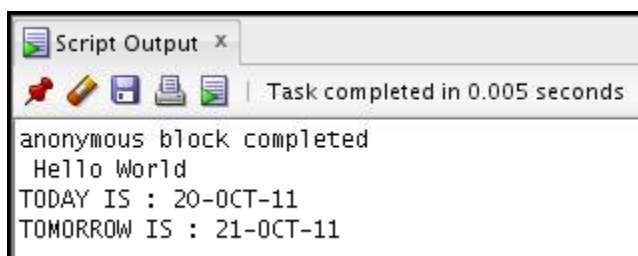 Script Output x
Task completed in 0.005 seconds
anonymous block completed
Hello World
TODAY IS : 20-OCT-11
TOMORROW IS : 21-OCT-11